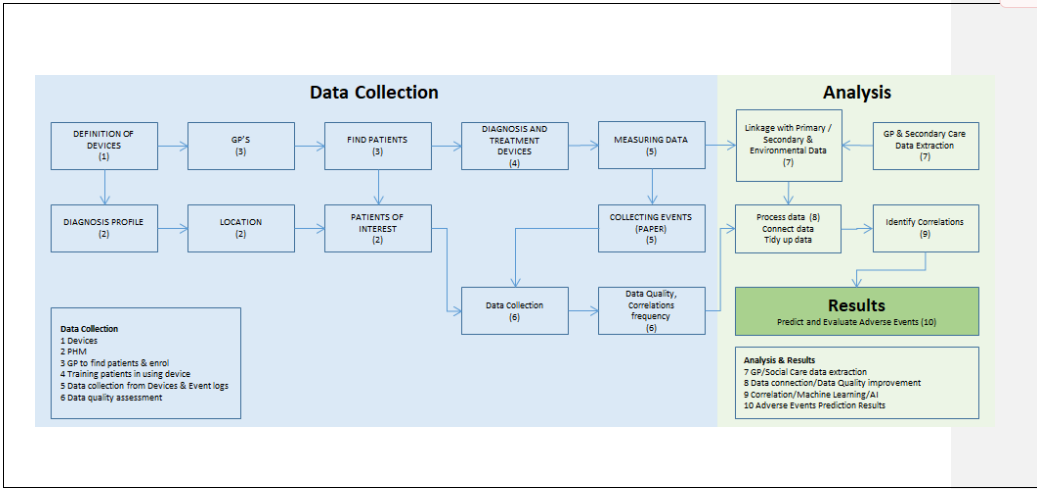 Data Collection
Analysis
DEFINITION OF
DEVICES
(1)
GP'S
(3)
FIND PATIENTS
(3)
DIAGNOSIS AND
TREATMENT
DEVICES
(4)
MEASURING DATA
(5)
Linkage with Primary /
Secondary &
Environmental Data
(7)
GP & Secondary Care
Data Extraction
(7)
DIAGNOSIS PROFILE
(2)
LOCATION
(2)
PATIENTS OF
INTEREST
(2)
COLLECTING EVENTS
(PAPER)
(5)
Process data (8)
Connect data
Tidy up data
Identify Correlations
(9)
Data Collection
(6)
Data Quality,
Correlations
frequency
(6)
Results
Predict and Evaluate Adverse Events (10)
Data Collection
1 Devices
2 PHM
3 GP to find patients & enrol
4 Training patients in using device
5 Data collection from Devices & Event logs
6 Data quality assessment
Analysis & Results
7 GP/Social Care data extraction
8 Data connection/Data Quality improvement
9 Correlation/Machine Learning/AI
10 Adverse Events Prediction Results